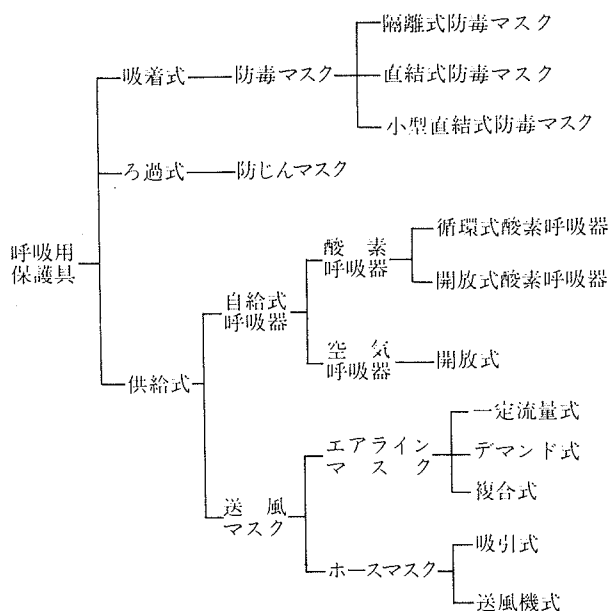 隔離式防毒マスク
吸着式
防毒マスク
直結式防毒マスク
小型直結式防毒マスク
ろ過式
防じんマスク
呼吸用
保護具
循環式酸素呼吸器
酸素
呼吸器
開放式酸素呼吸器
自給式
呼吸器
空気
呼吸器
開放式
供給式
一定流量式
エアライン
マスク
デマンド式
複合式
送風
マスク
吸引式
ホースマスク
送風機式